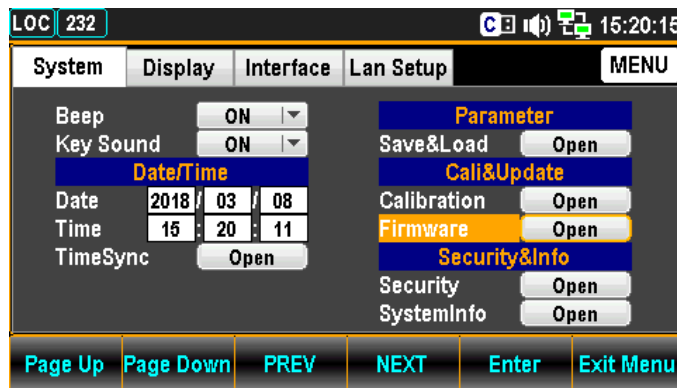 LOC 232 C 15:20:15
System Display Interface Lan Setup MENU
Beep ON
Key Sound ON
Date/Time
Date 2018 / 03 / 08
Time 15 : 20 : 11
TimeSync Open
Parameter
Save&Load Open
Cali&Update
Calibration Open
Firmware Open
Security&Info
Security Open
SystemInfo Open
Page Up Page Down PREV NEXT Enter Exit Menu